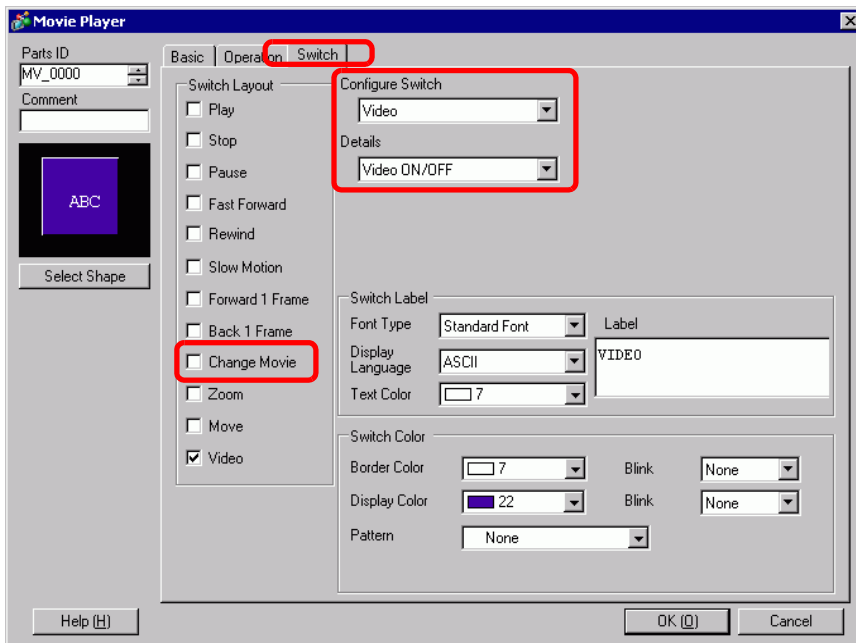 Movie Player
Parts ID
MV_0000
Comment
ABC
Select Shape
Basic
Operation
Switch
Switch Layout
Play
Stop
Pause
Fast Forward
Rewind
Slow Motion
Forward 1 Frame
Back 1 Frame
Change Movie
Zoom
Move
Video
Configure Switch
Video
Details
Video ON/OFF
Switch Label
Font Type
Standard Font
Label
Display
Language
ASCII
VIDEO
Text Color
7
Switch Color
Border Color
7
Blink
None
Display Color
22
Blink
None
Pattern
None
Help (H)
OK (O)
Cancel